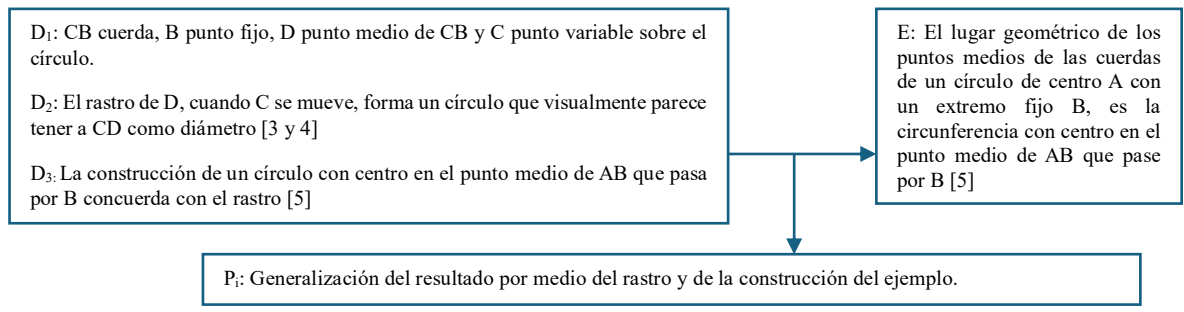 D₁: CB cuerda, B punto fijo, D punto medio de CB y C punto variable sobre el
círculo.
D₂: El rastro de D, cuando C se mueve, forma un círculo que visualmente parece
tener a CD como diámetro [3 y 4]
D₃: La construcción de un círculo con centro en el punto medio de AB que pasa
por B concuerda con el rastro [5]
E: El lugar geométrico de los
puntos medios de las cuerdas
de un círculo de centro A con
un extremo fijo B, es la
circunferencia con centro en el
punto medio de AB que pase
por B [5]
Pᵢ: Generalización del resultado por medio del rastro y de la construcción del ejemplo.